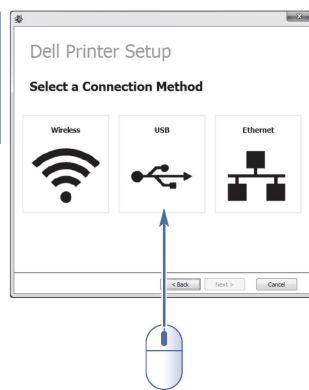 Dell Printer Setup
Select a Connection Method
Wireless USB Ethernet
< Back Next > Cancel